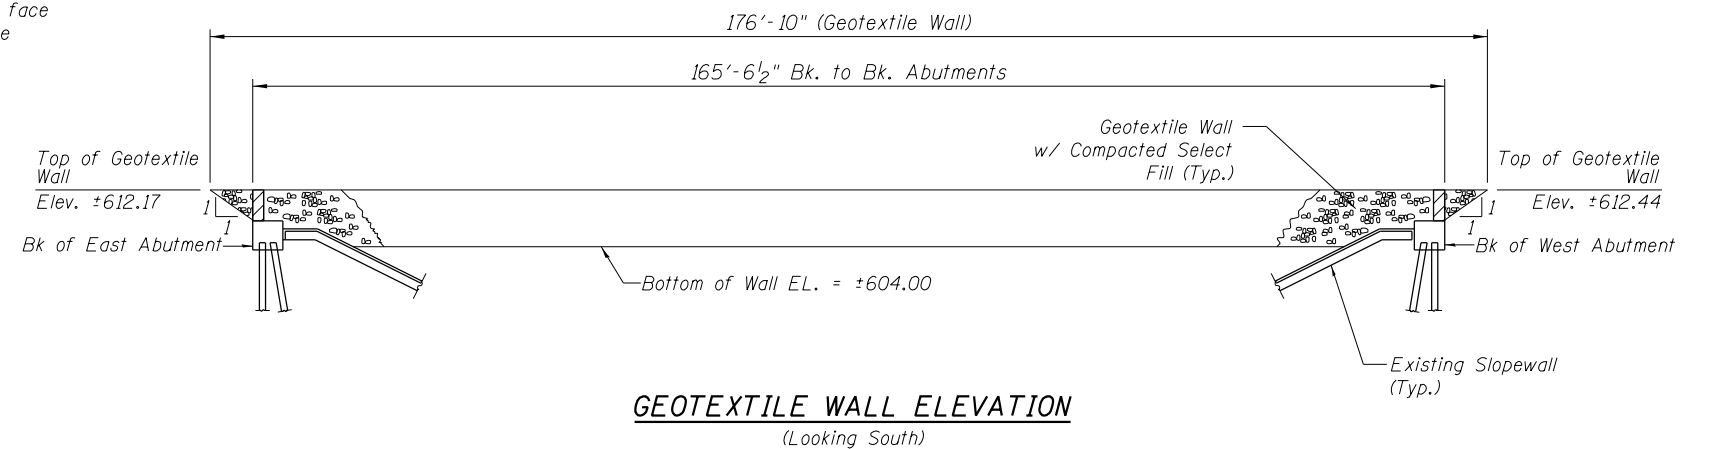 face
e
176'-10" (Geotextile Wall)
165'-6 1/2" Bk. to Bk. Abutments
Geotextile Wall
w/ Compacted Select
Fill (Typ.)
Top of Geotextile
Wall
Elev. ±612.17
Top of Geotextile
Wall
Elev. ±612.44
1
1
1
1
Bk of East Abutment
Bk of West Abutment
Bottom of Wall EL. = ±604.00
Existing Slopewall
(Typ.)
GEOTEXTILE WALL ELEVATION
(Looking South)